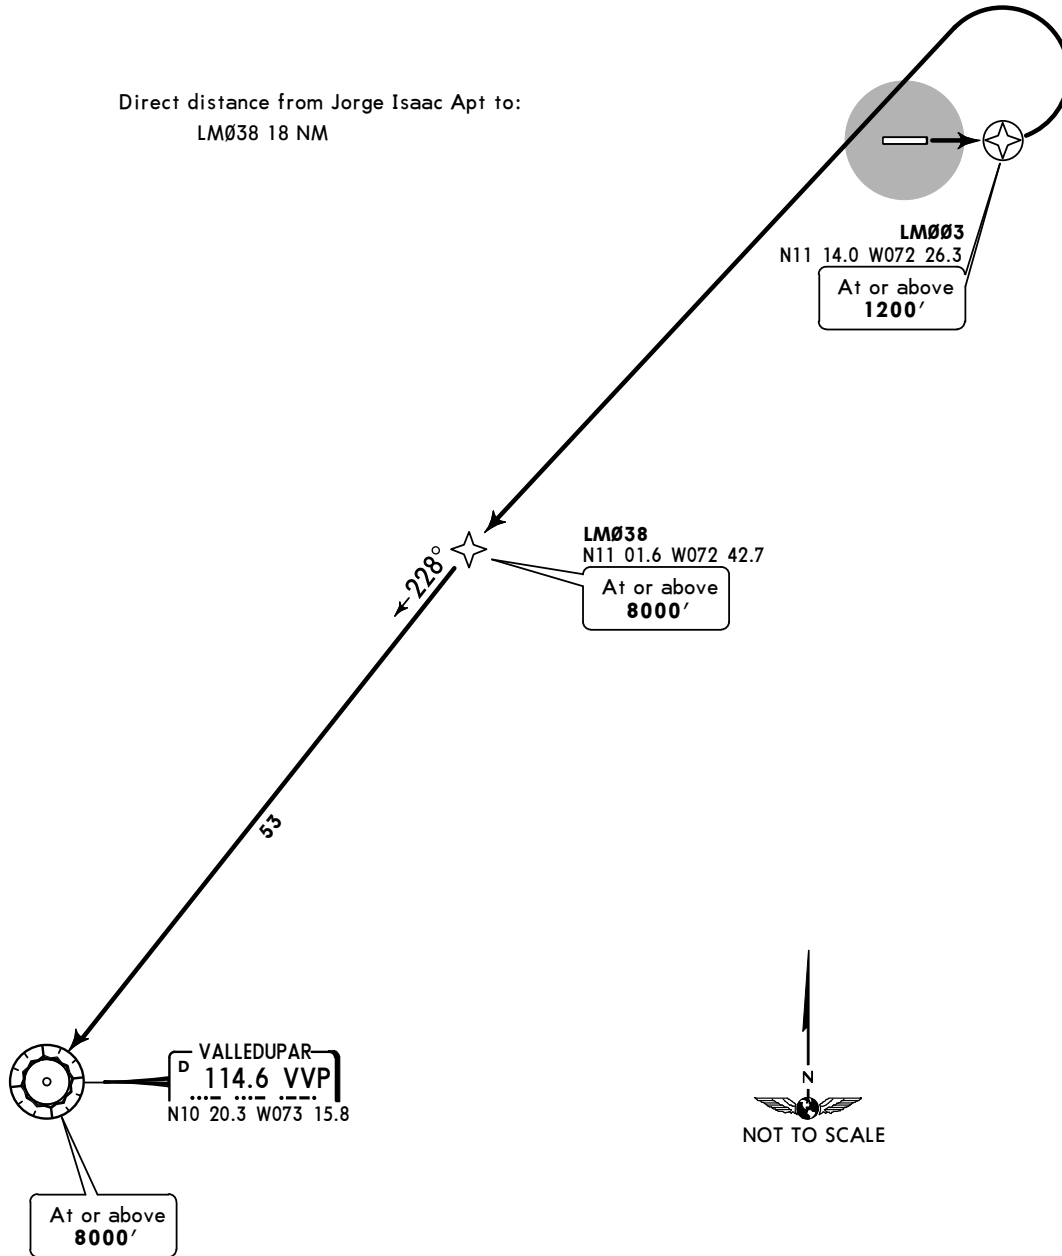 Direct distance from Jorge Isaac Apt to:
LMØ38 18 NM
LMØØ3
N11 14.0 W072 26.3
At or above
1200′
LMØ38
N11 01.6 W072 42.7
At or above
8000′
228°
53
VALLEDUPAR
D 114.6 VVP
N10 20.3 W073 15.8
At or above
8000′
N
NOT TO SCALE